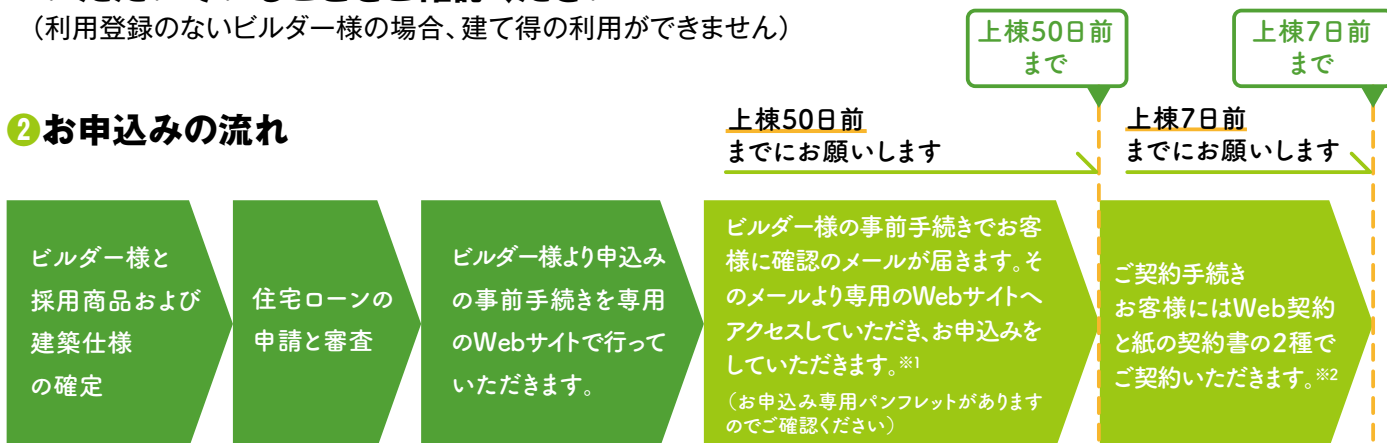 (利用登録のないビルダー様の場合、建て得の利用ができません)
上棟50日前
まで
上棟7日前
まで
❷お申込みの流れ
上棟50日前
までにお願いします
上棟7日前
までにお願いします
ビルダー様と
採用商品および
建築仕様
の確定
住宅ローンの
申請と審査
ビルダー様より申込み
の事前手続きを専用
のWebサイトで行って
いただきます。
ビルダー様の事前手続きでお客
様に確認のメールが届きます。そ
のメールより専用のWebサイトへ
アクセスしていただき、お申込みを
していただきます。※1
(お申込み専用パンフレットがあります
のでご確認ください)
ご契約手続き
お客様にはWeb契約
と紙の契約書の2種で
ご契約いただきます。※2